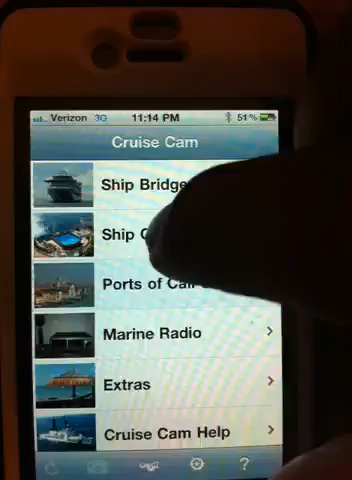 Verizon 3G 11:14 PM 51%
Cruise Cam
Ship Bridge
Ship
Ports of Call
Marine Radio
Extras
Cruise Cam Help
?